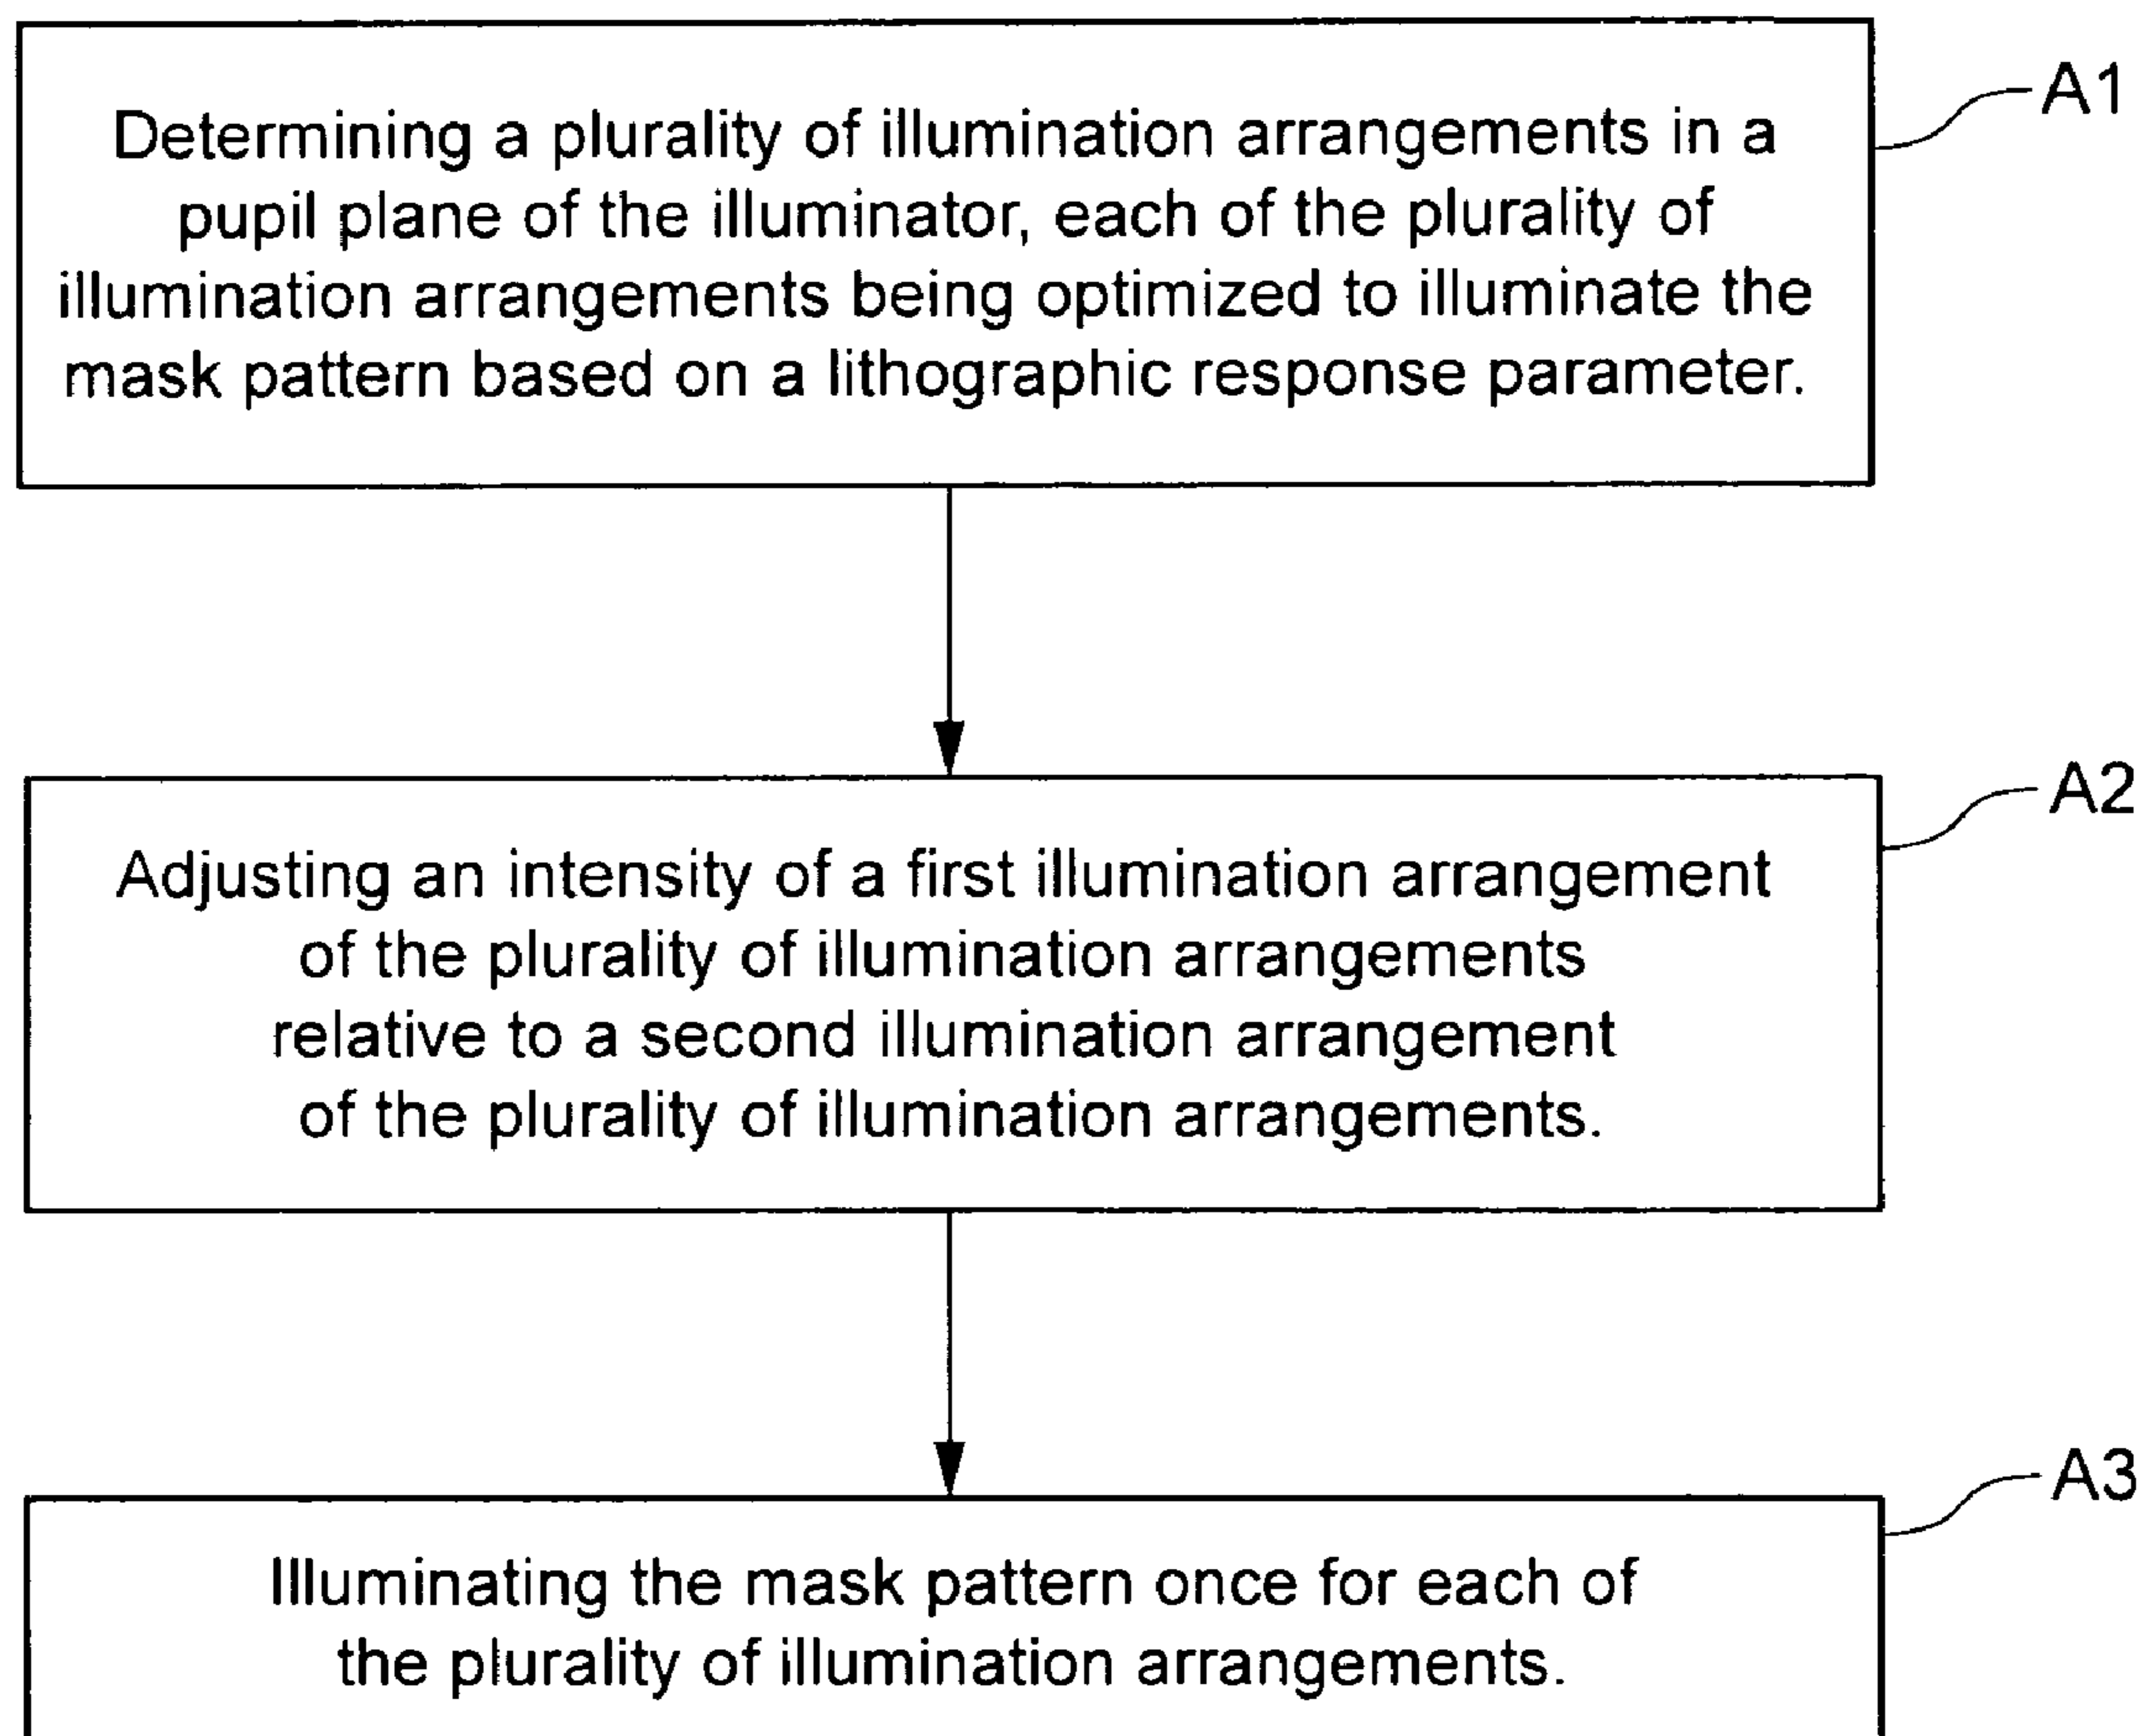 Determining a plurality of illumination arrangements in a
pupil plane of the illuminator, each of the plurality of
illumination arrangements being optimized to illuminate the
mask pattern based on a lithographic response parameter.
A1
Adjusting an intensity of a first illumination arrangement
of the plurality of illumination arrangements
relative to a second illumination arrangement
of the plurality of illumination arrangements.
A2
Illuminating the mask pattern once for each of
the plurality of illumination arrangements.
A3